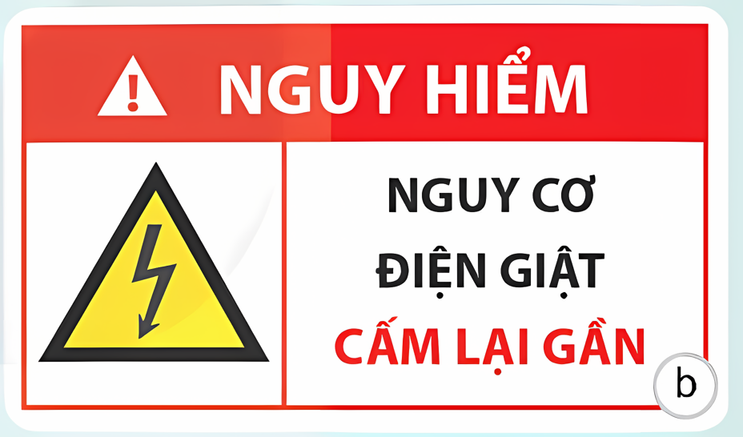 NGUY HIỂM
NGUY CƠ
ĐIỆN GIẬT
CẤM LẠI GẦN
b